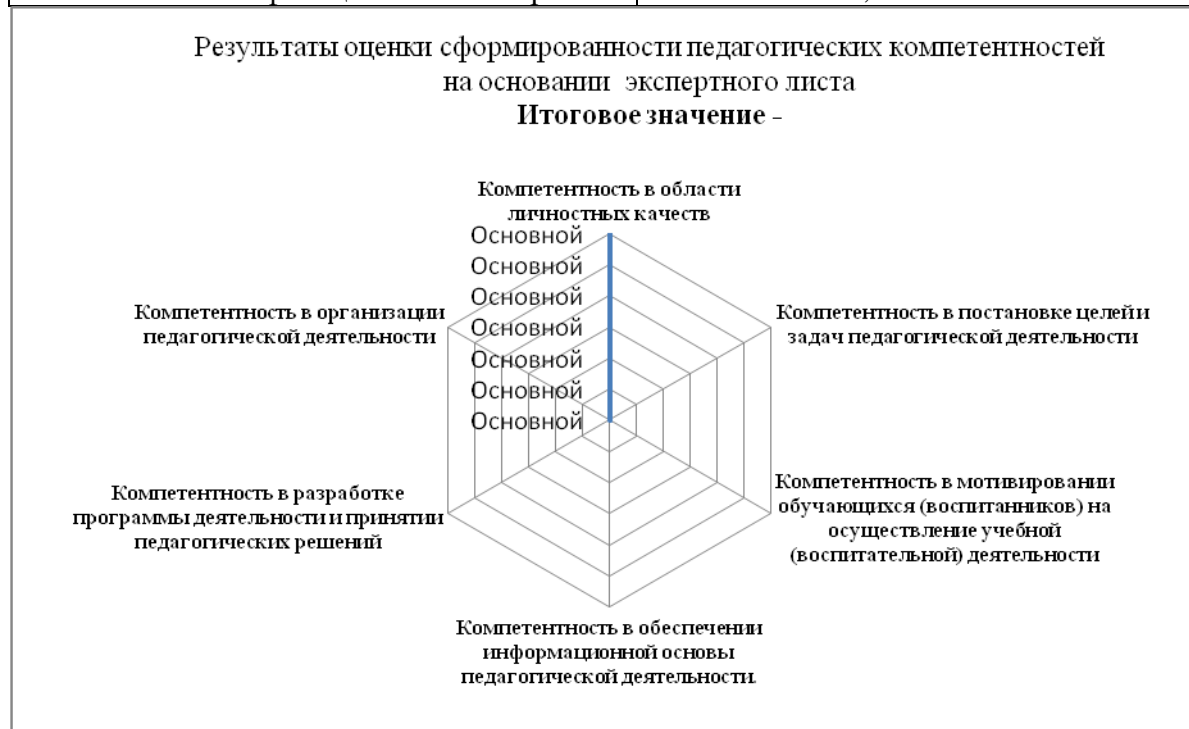 Результаты оценки сформированности педагогических компетентностей
на основании экспертного листа
Итоговое значение -
Компетентность в области
личностных качеств
Основной
Основной
Основной
Основной
Основной
Основной
Основной
Компетентность в постановке целей и
задач педагогической деятельности
Компетентность в мотивировании
обучающихся (воспитанников) на
осуществление учебной
(воспитательной) деятельности
Компетентность в обеспечении
информационной основы
педагогической деятельности.
Компетентность в разработке
программы деятельности и принятии
педагогических решений
Компетентность в организации
педагогической деятельности